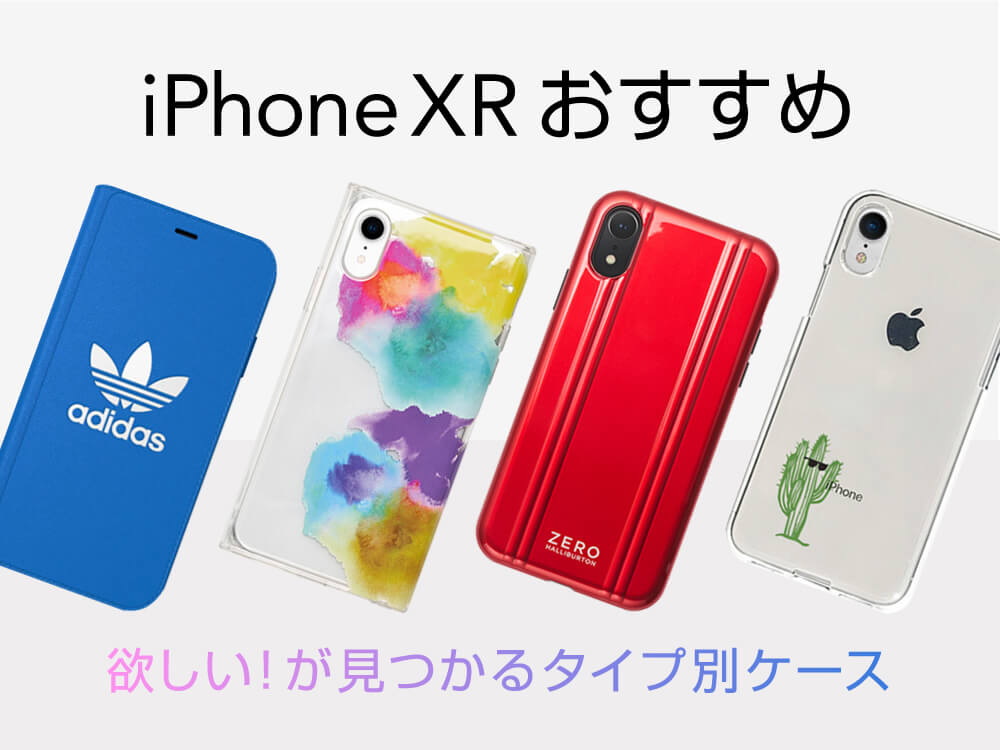 iPhone XR おすすめ
adidas
ZERO
HALLIBURTON
iPhone
欲しい!が見つかるタイプ別ケース